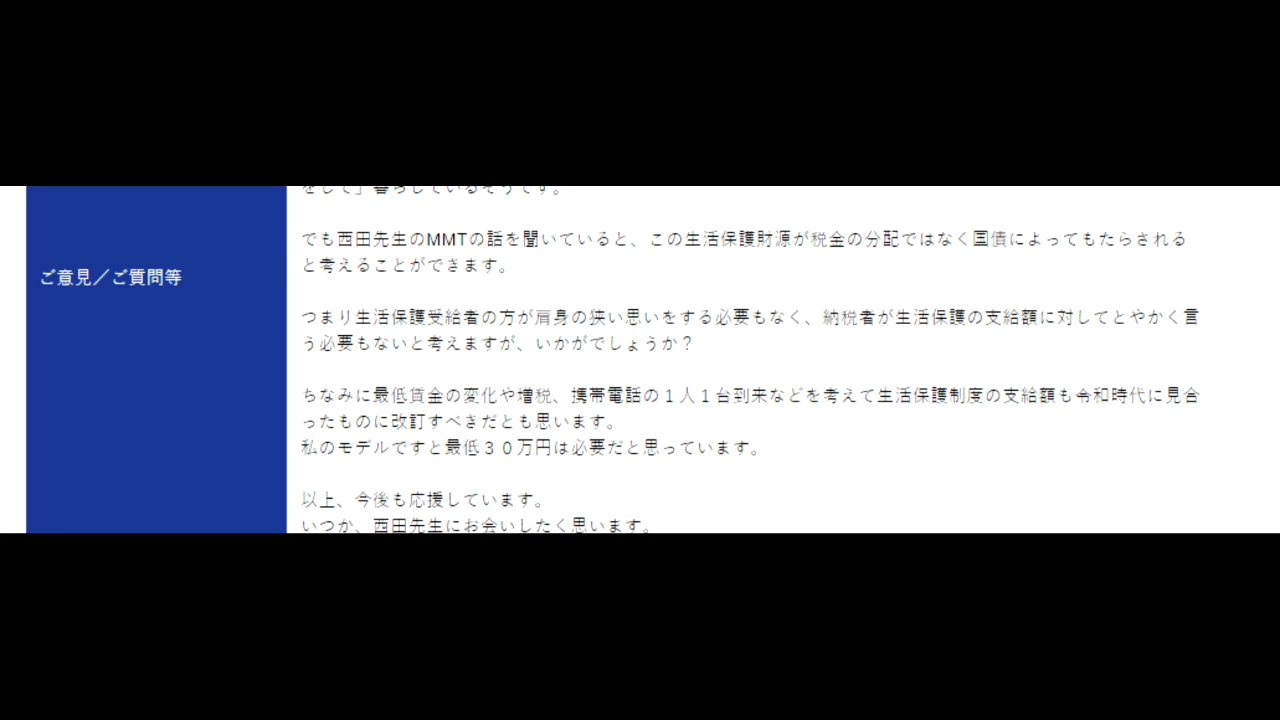 をして」暮らしているそうです。
でも西田先生のMMTの話を聞いていると、この生活保護財源が税金の分配ではなく国債によってもたらされる
と考えることができます。
ご意見／ご質問等
つまり生活保護受給者の方が肩身の狭い思いをする必要もなく、納税者が生活保護の支給額に対してとやかく言
う必要もないと考えますが、いかがでしょうか？
ちなみに最低賃金の変化や増税、携帯電話の１人１台到来などを考えて生活保護制度の支給額も令和時代に見合
ったものに改訂すべきだとも思います。
私のモデルですと最低３０万円は必要だと思っています。
以上、今後も応援しています。
いつか、西田先生にお会いしたく思います。